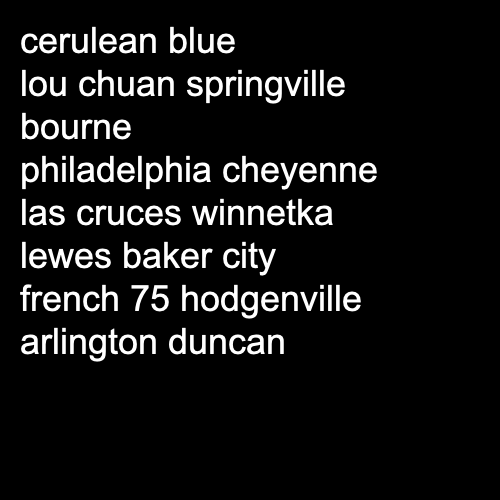 cerulean blue
lou chuan springville
bourne
philadelphia cheyenne
las cruces winnetka
lewes baker city
french 75 hodgenville
arlington duncan